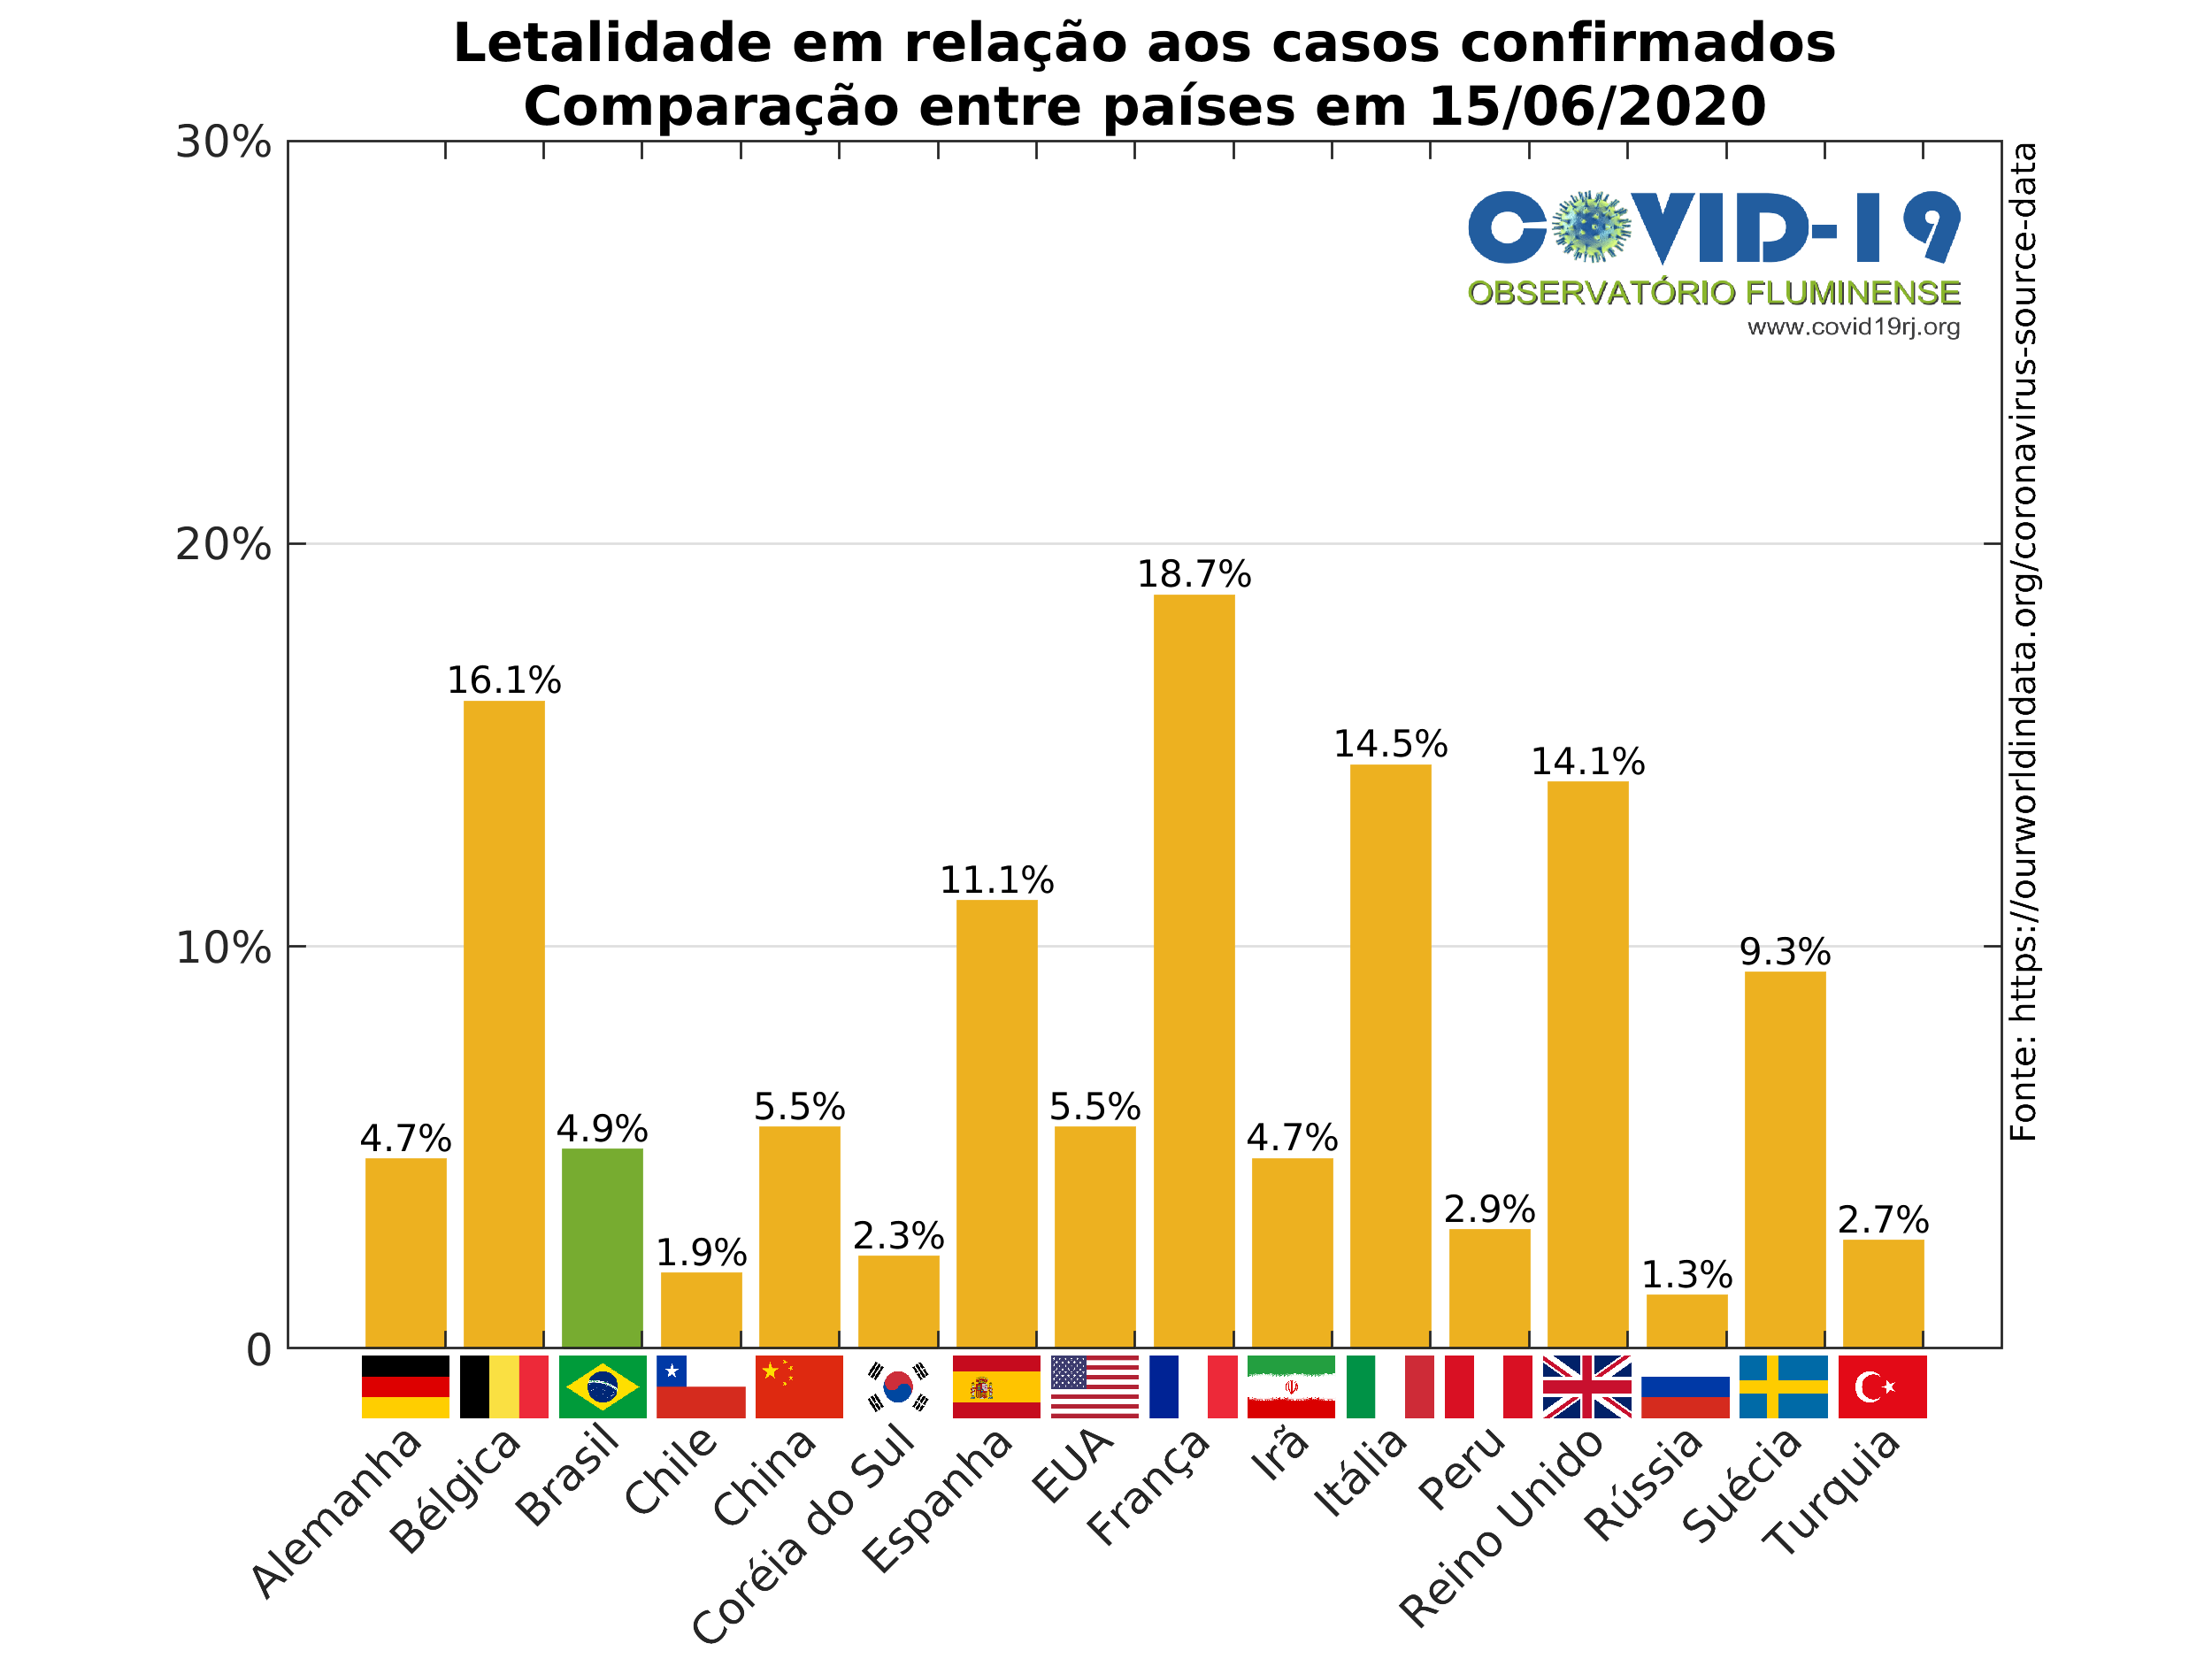 Letalidade em relação aos casos confirmados
Comparação entre países em 15/06/2020
30%
20%
10%
0
COVID-19
OBSERVATÓRIO FLUMINENSE
www.covid19rj.org
Fonte: https://ourworldindata.org/coronavirus-source-data
4.7%
16.1%
4.9%
1.9%
5.5%
2.3%
11.1%
5.5%
18.7%
4.7%
14.5%
2.9%
14.1%
1.3%
9.3%
2.7%
Alemanha
Bélgica
Brasil
Chile
China
Coréia do Sul
Espanha
EUA
França
Irã
Itália
Peru
Reino Unido
Rússia
Suécia
Turquia